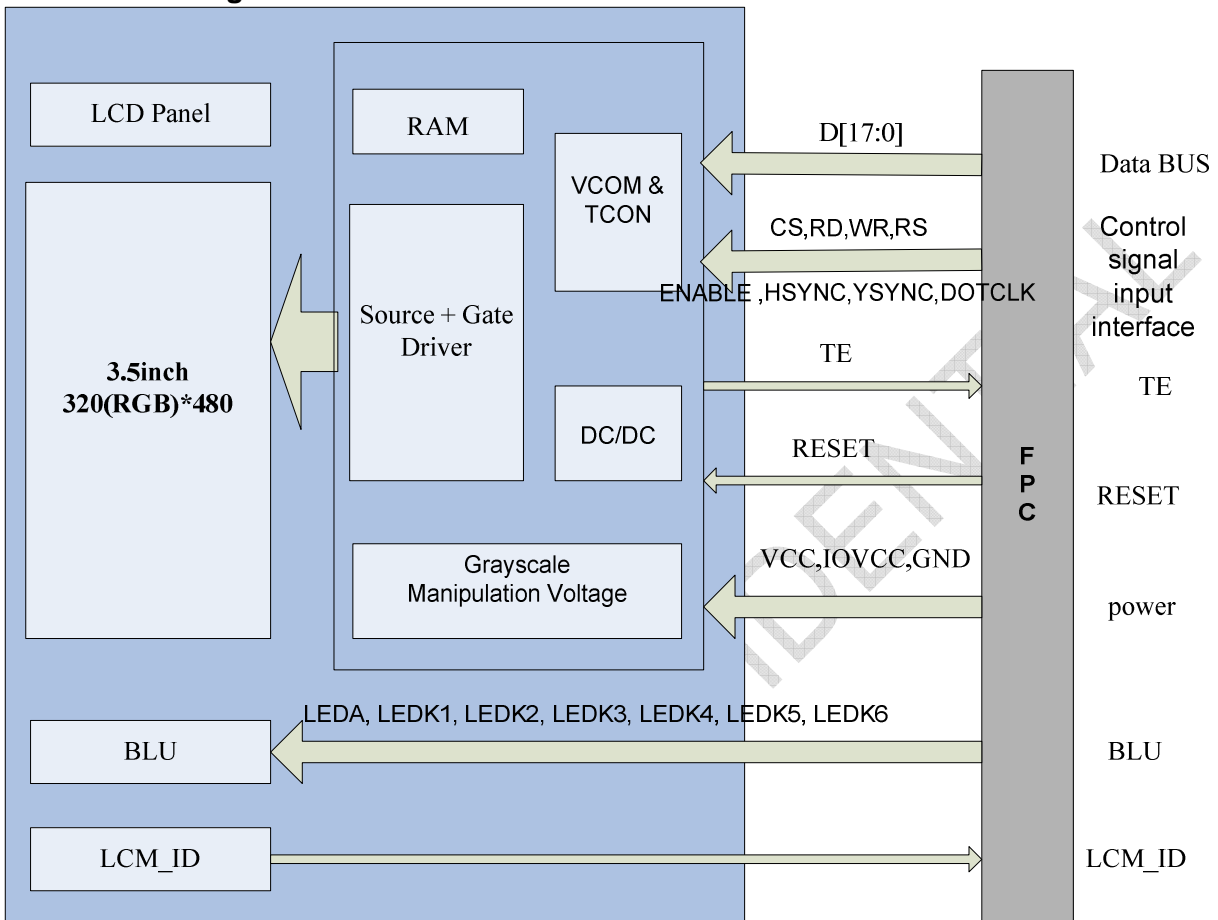 LCD Panel
RAM
VCOM &
TCON
D[17:0]
Data BUS
CS,RD,WR,RS
Control
signal
input
interface
ENABLE ,HSYNC,YSYNC,DOTCLK
Source + Gate
Driver
3.5inch
320(RGB)*480
TE
TE
DC/DC
RESET
RESET
F
P
C
Grayscale
Manipulation Voltage
VCC,IOVCC,GND
power
LEDA, LEDK1, LEDK2, LEDK3, LEDK4, LEDK5, LEDK6
BLU
BLU
LCM_ID
LCM_ID
IDENTIAL